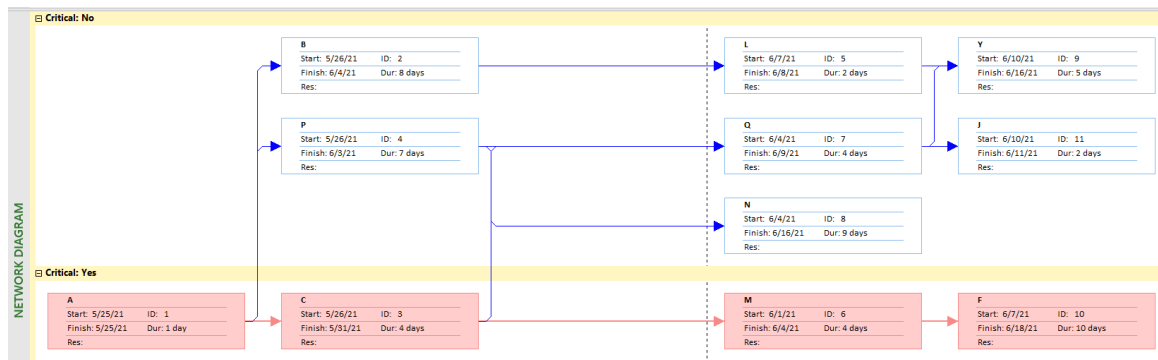 NETWORK DIAGRAM
Critical: No
B
Start: 5/26/21 ID: 2
Finish: 6/4/21 Dur: 8 days
Res:
L
Start: 6/7/21 ID: 5
Finish: 6/8/21 Dur: 2 days
Res:
Y
Start: 6/10/21 ID: 9
Finish: 6/16/21 Dur: 5 days
Res:
P
Start: 5/26/21 ID: 4
Finish: 6/3/21 Dur: 7 days
Res:
Q
Start: 6/4/21 ID: 7
Finish: 6/9/21 Dur: 4 days
Res:
J
Start: 6/10/21 ID: 11
Finish: 6/11/21 Dur: 2 days
Res:
N
Start: 6/4/21 ID: 8
Finish: 6/16/21 Dur: 9 days
Res:
Critical: Yes
A
Start: 5/25/21 ID: 1
Finish: 5/25/21 Dur: 1 day
Res:
C
Start: 5/26/21 ID: 3
Finish: 5/31/21 Dur: 4 days
Res:
M
Start: 6/1/21 ID: 6
Finish: 6/4/21 Dur: 4 days
Res:
F
Start: 6/7/21 ID: 10
Finish: 6/18/21 Dur: 10 days
Res: